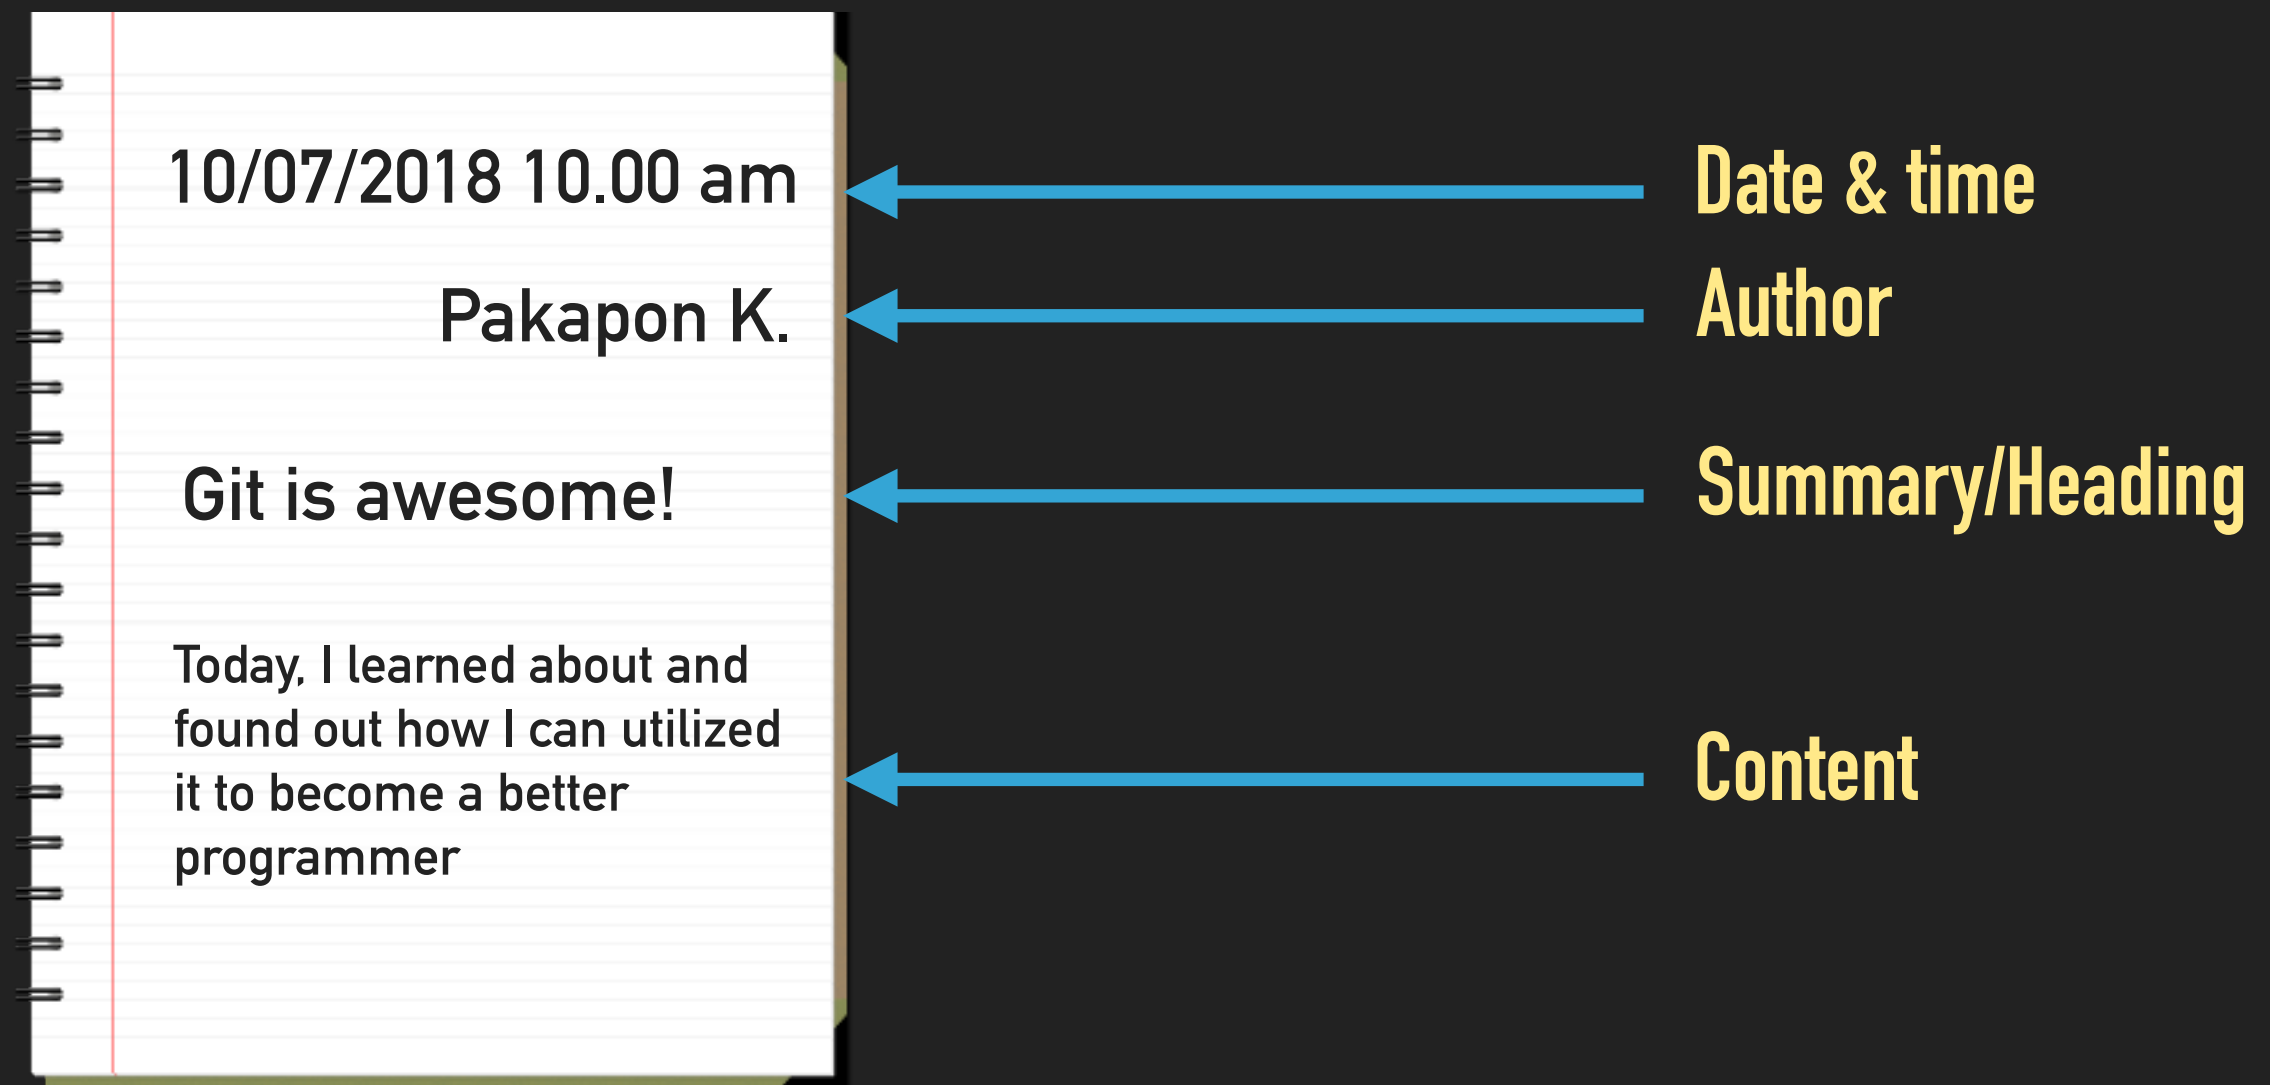 10/07/2018 10.00 am
Date & time
Pakapon K.
Author
Git is awesome!
Summary/Heading
Today, I learned about and
found out how I can utilized
it to become a better
programmer
Content